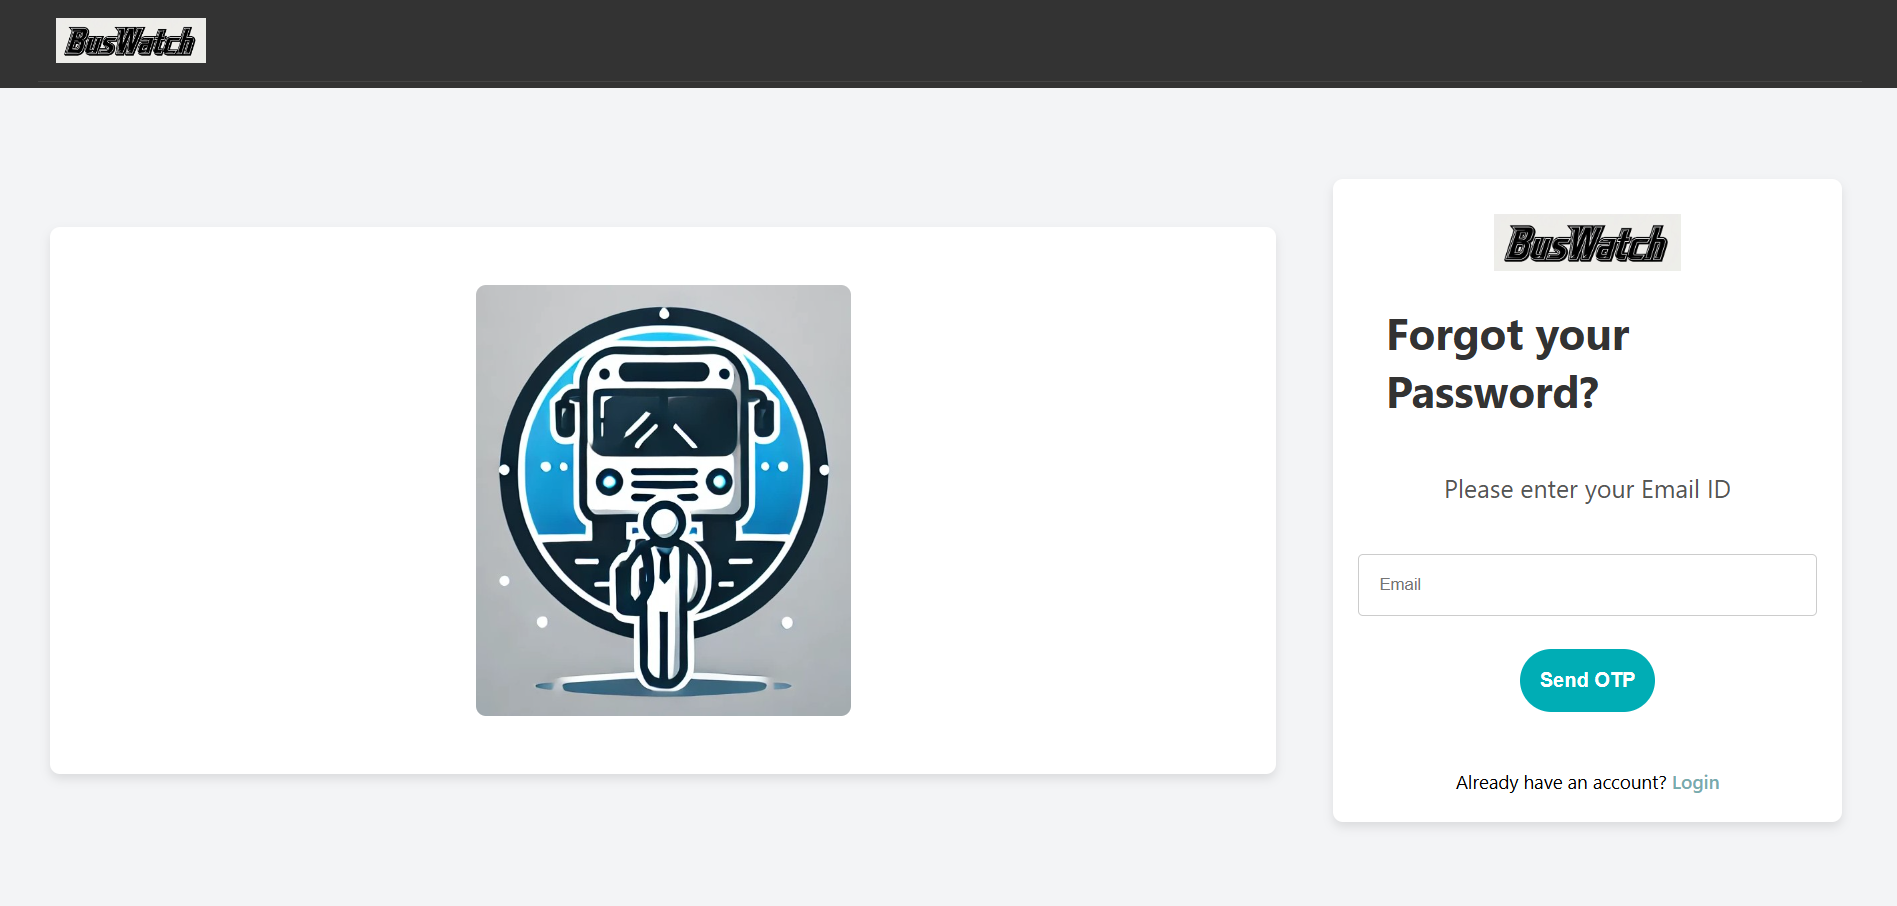 BusWatch
BusWatch
Forgot your
Password?
Please enter your Email ID
Email
Send OTP
Already have an account? Login